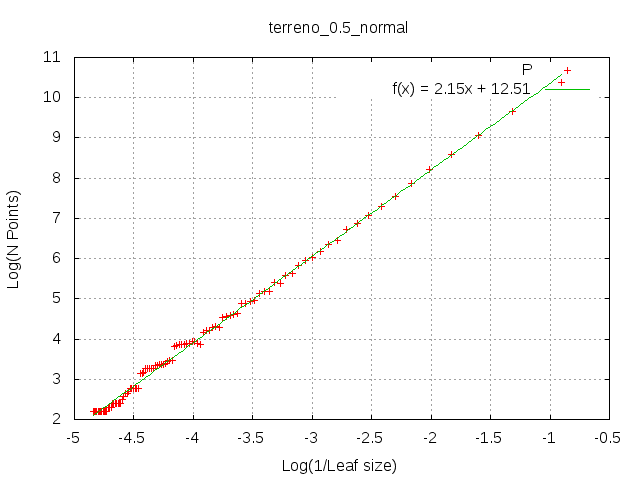 terreno_0.5_normal
11
10
9
8
7
6
5
4
3
2
Log(N Points)
P
f(x) = 2.15x + 12.51
-5 -4.5 -4 -3.5 -3 -2.5 -2 -1.5 -1 -0.5
Log(1/Leaf size)